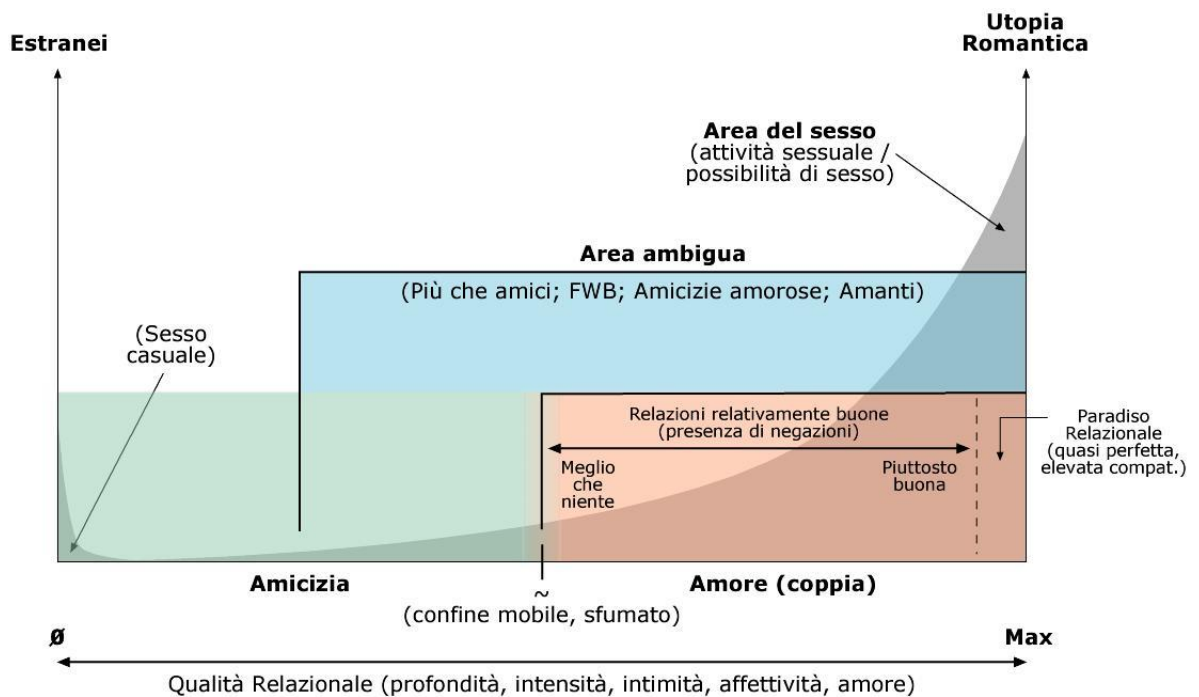 Estranei
Utopia
Romantica
Area del sesso
(attività sessuale /
possibilità di sesso)
Area ambigua
(Più che amici; FWB; Amicizie amorose; Amanti)
(Sesso
casuale)
Relazioni relativamente buone
(presenza di negazioni)
Meglio
che
niente
Piuttosto
buona
Paradiso
Relazionale
(quasi perfetta,
elevata compat.)
Amicizia
~
(confine mobile, sfumato)
Amore (coppia)
Ø
Max
Qualità Relazionale (profondità, intensità, intimità, affettività, amore)